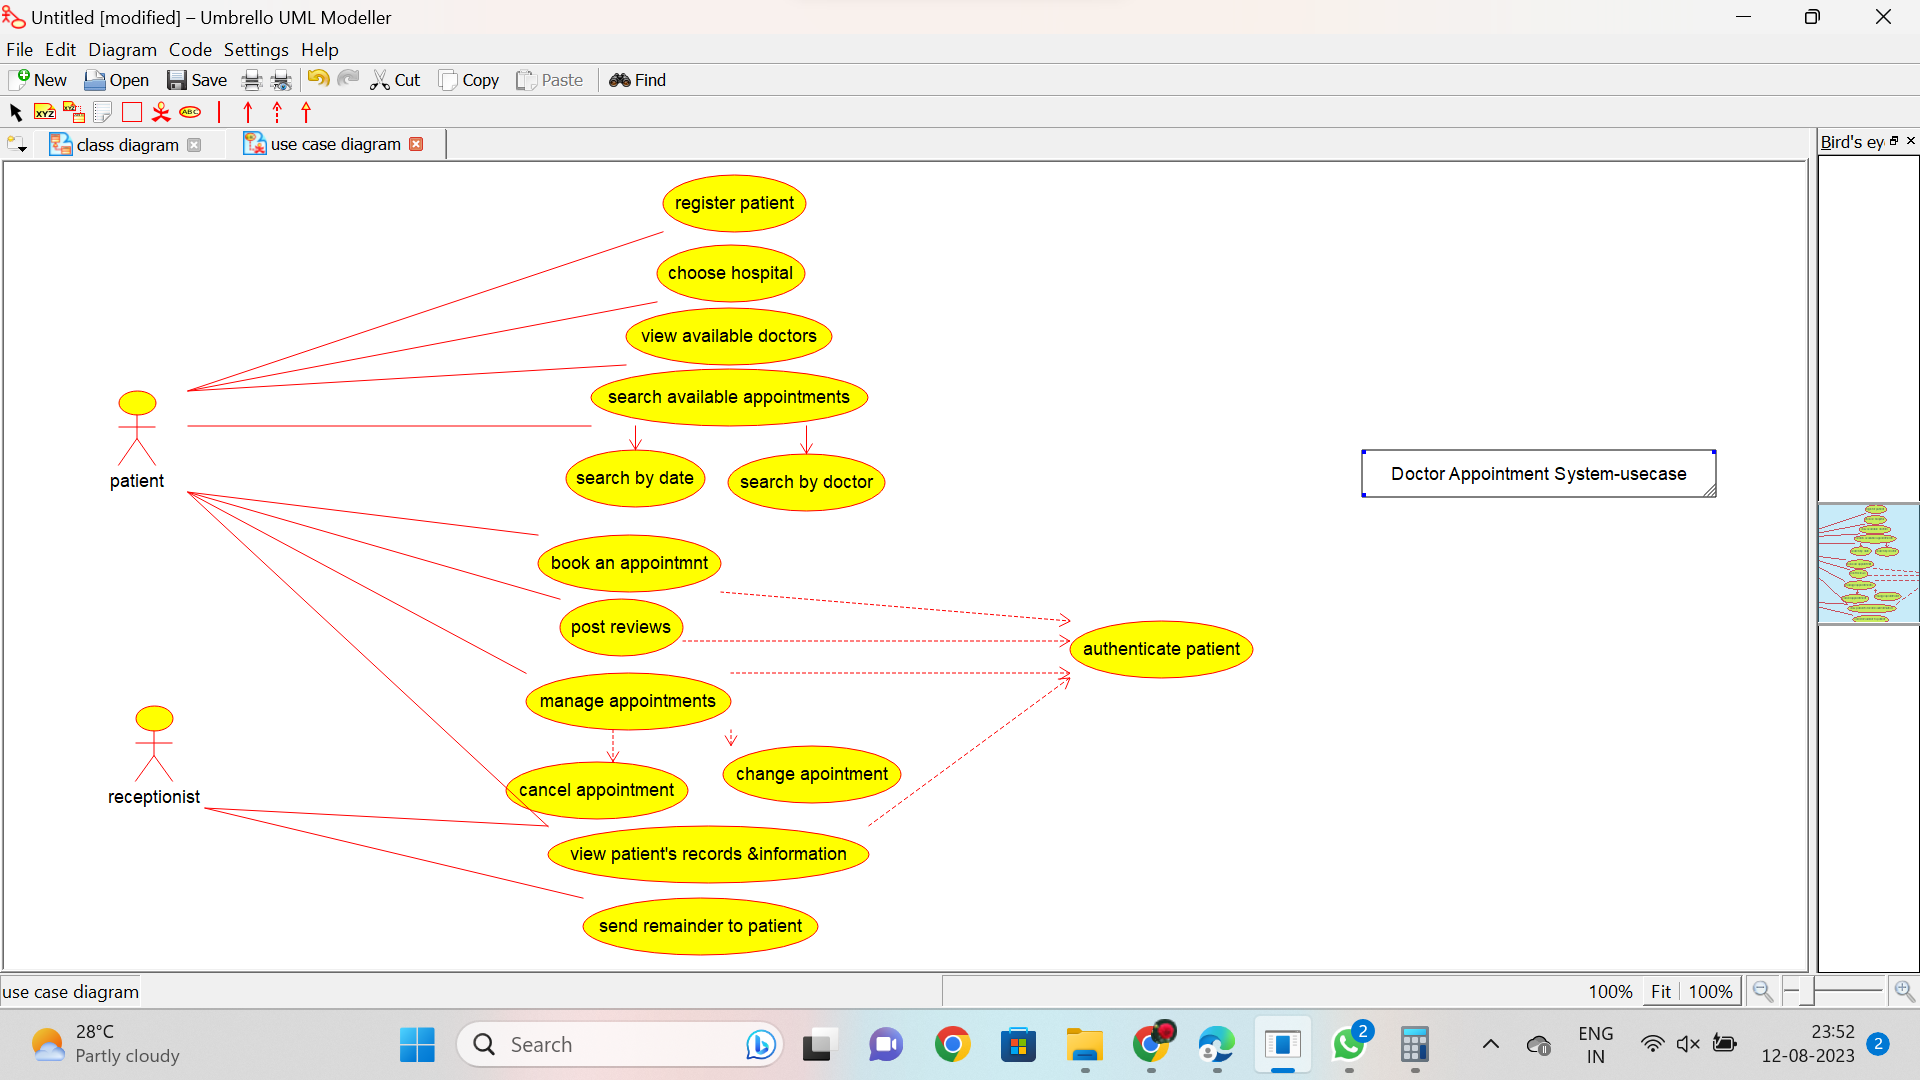 Untitled [modified] – Umbrello UML Modeller
File Edit Diagram Code Settings Help
New Open Save Cut Copy Paste Find
XYZ XYZ ABC
class diagram use case diagram
Bird's ey
register patient
choose hospital
view available doctors
search available appointments
patient
search by date
search by doctor
Doctor Appointment System-usecase
book an appointmnt
post reviews
authenticate patient
manage appointments
change apointment
cancel appointment
receptionist
view patient's records &information
send remainder to patient
use case diagram
100% Fit 100%
28°C
Partly cloudy
Search
2
ENG
IN
23:52
12-08-2023
2